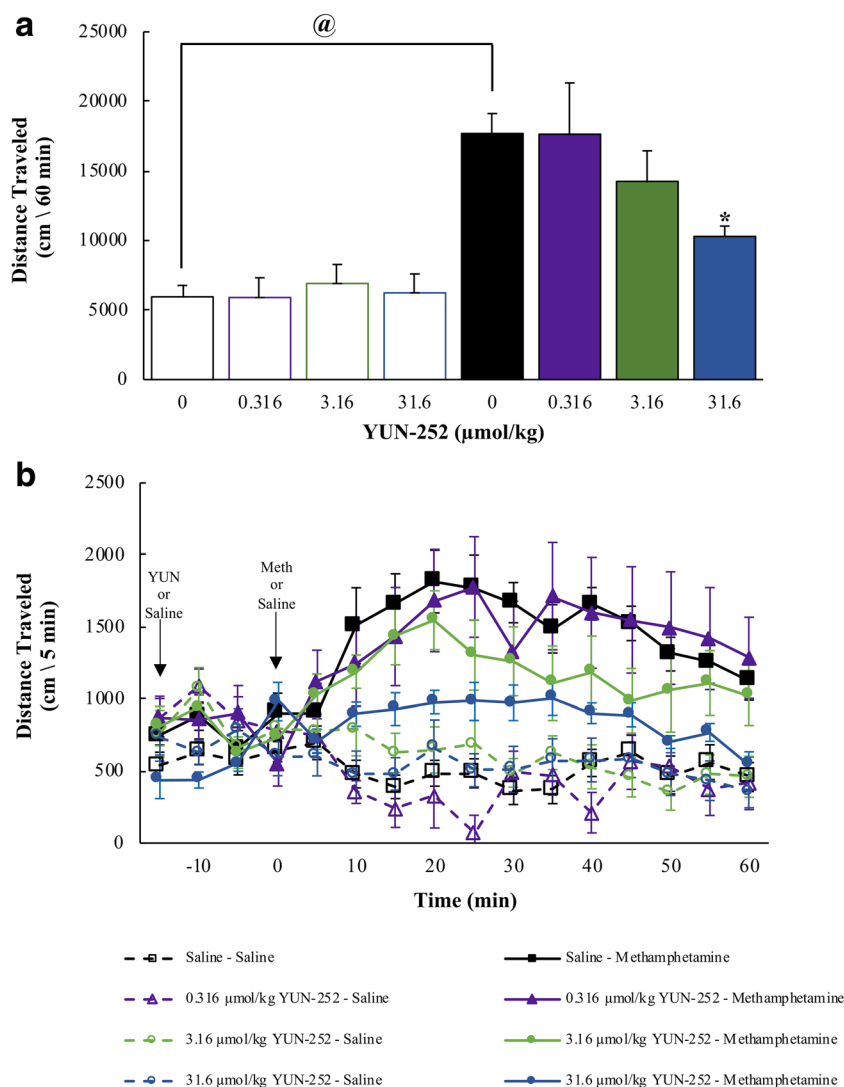 a
@
25000
20000
15000
10000
5000
0
Distance Traveled
(cm \ 60 min)
*
0 0.316 3.16 31.6 0 0.316 3.16 31.6
YUN-252 (µmol/kg)
b
2500
2000
1500
1000
500
0
Distance Traveled
(cm \ 5 min)
YUN
or
Saline
Meth
or
Saline
-10 0 10 20 30 40 50 60
Time (min)
Saline - Saline
0.316 µmol/kg YUN-252 - Saline
3.16 µmol/kg YUN-252 - Saline
31.6 µmol/kg YUN-252 - Saline
Saline - Methamphetamine
0.316 µmol/kg YUN-252 - Methamphetamine
3.16 µmol/kg YUN-252 - Methamphetamine
31.6 µmol/kg YUN-252 - Methamphetamine